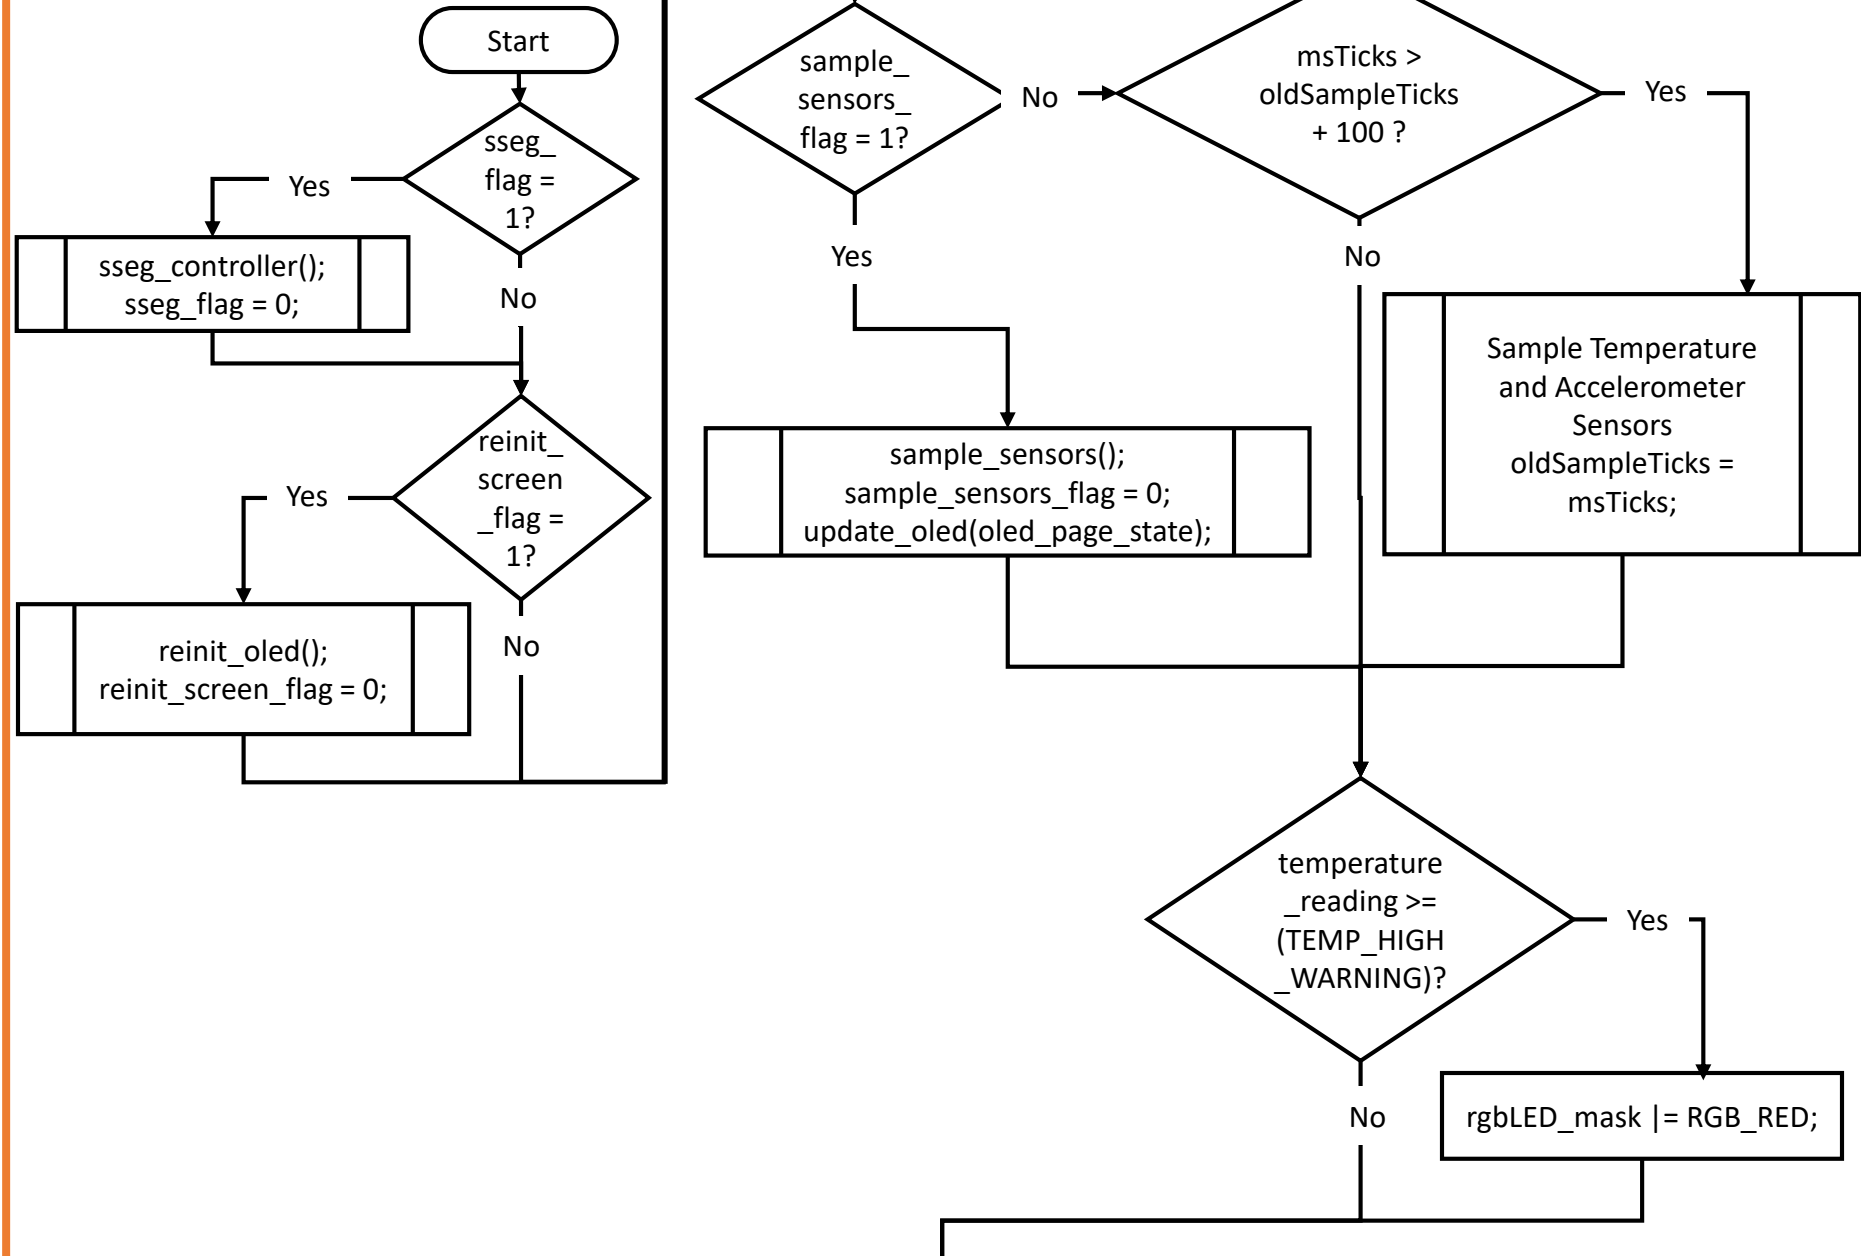 Start
sseg_
flag =
1?
Yes
sseg_controller();
sseg_flag = 0;
No
reinit_
screen
_flag =
1?
Yes
reinit_oled();
reinit_screen_flag = 0;
No
sample_
sensors_
flag = 1?
No
Yes
sample_sensors();
sample_sensors_flag = 0;
update_oled(oled_page_state);
msTicks >
oldSampleTicks
+ 100 ?
Yes
No
Sample Temperature
and Accelerometer
Sensors
oldSampleTicks =
msTicks;
temperature
_reading >=
(TEMP_HIGH
_WARNING)?
Yes
No
rgbLED_mask |= RGB_RED;